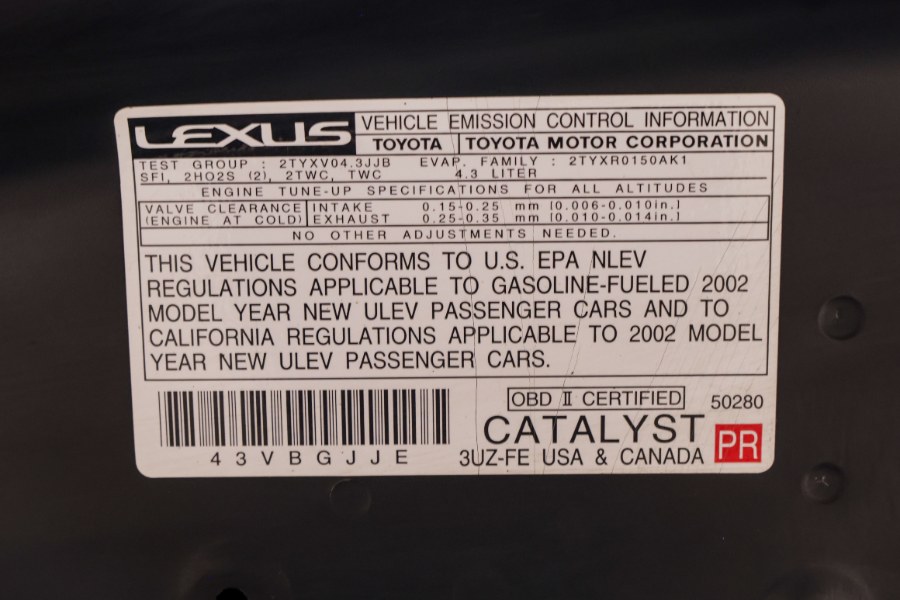 LEXUS VEHICLE EMISSION CONTROL INFORMATION
TOYOTA TOYOTA MOTOR CORPORATION
TEST GROUP : 2TYXV04.3JJB EVAP. FAMILY : 2TYXR0150AK1
SFI, 2HO2S (2), 2TWC, TWC 4.3 LITER
ENGINE TUNE-UP SPECIFICATIONS FOR ALL ALTITUDES
VALVE CLEARANCE INTAKE 0.15-0.25 mm [0.006-0.010in.]
(ENGINE AT COLD) EXHAUST 0.25-0.35 mm [0.010-0.014in.]
NO OTHER ADJUSTMENTS NEEDED.
THIS VEHICLE CONFORMS TO U.S. EPA NLEV
REGULATIONS APPLICABLE TO GASOLINE-FUELED 2002
MODEL YEAR NEW ULEV PASSENGER CARS AND TO
CALIFORNIA REGULATIONS APPLICABLE TO 2002 MODEL
YEAR NEW ULEV PASSENGER CARS.
OBD II CERTIFIED 50280
CATALYST PR
43VBGJJE 3UZ-FE USA & CANADA